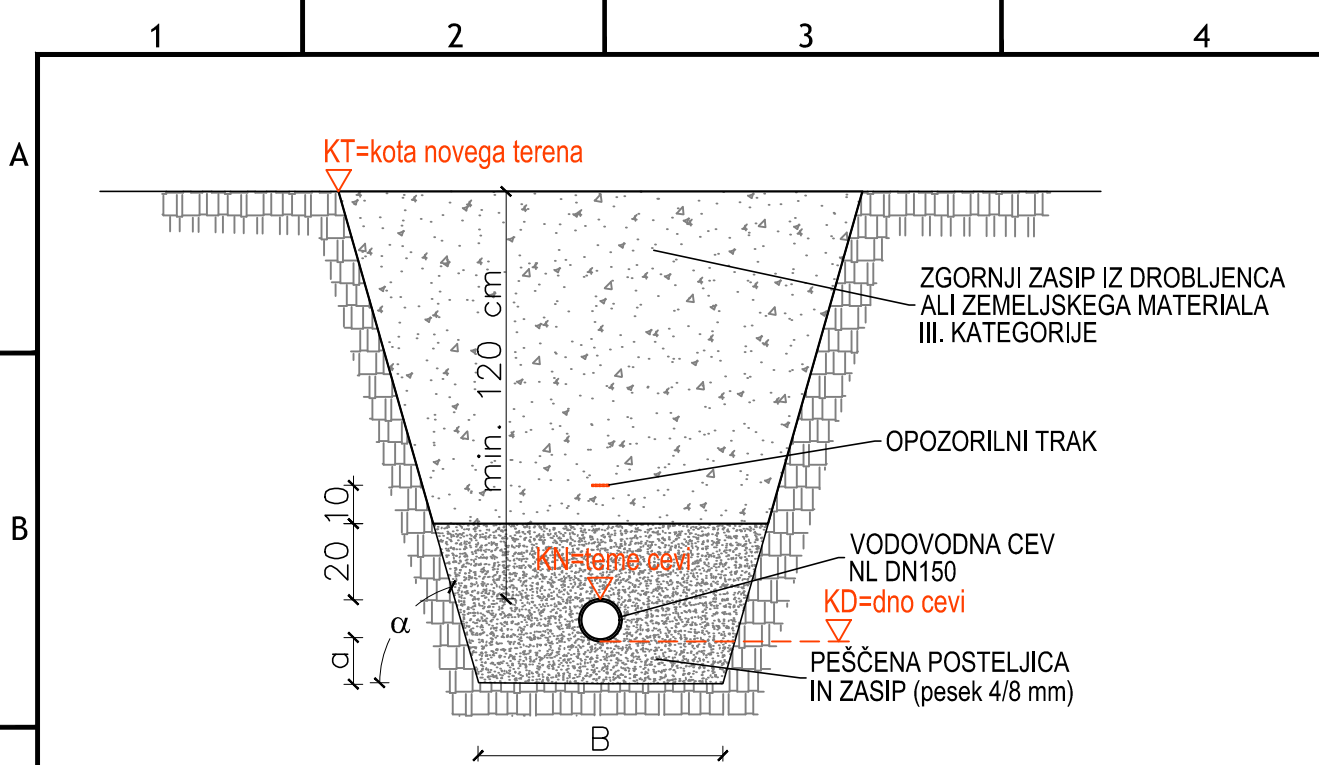 1 2 3 4
A
KT=kota novega terena
ZGORNJI ZASIP IZ DROBLJENCA
ALI ZEMELJSKEGA MATERIALA
III. KATEGORIJE
min. 120 cm
OPOZORILNI TRAK
10
B
20
KN=teme cevi
VODOVODNA CEV
NL DN150
KD=dno cevi
α
a
PEŠČENA POSTELJICA
IN ZASIP (pesek 4/8 mm)
B